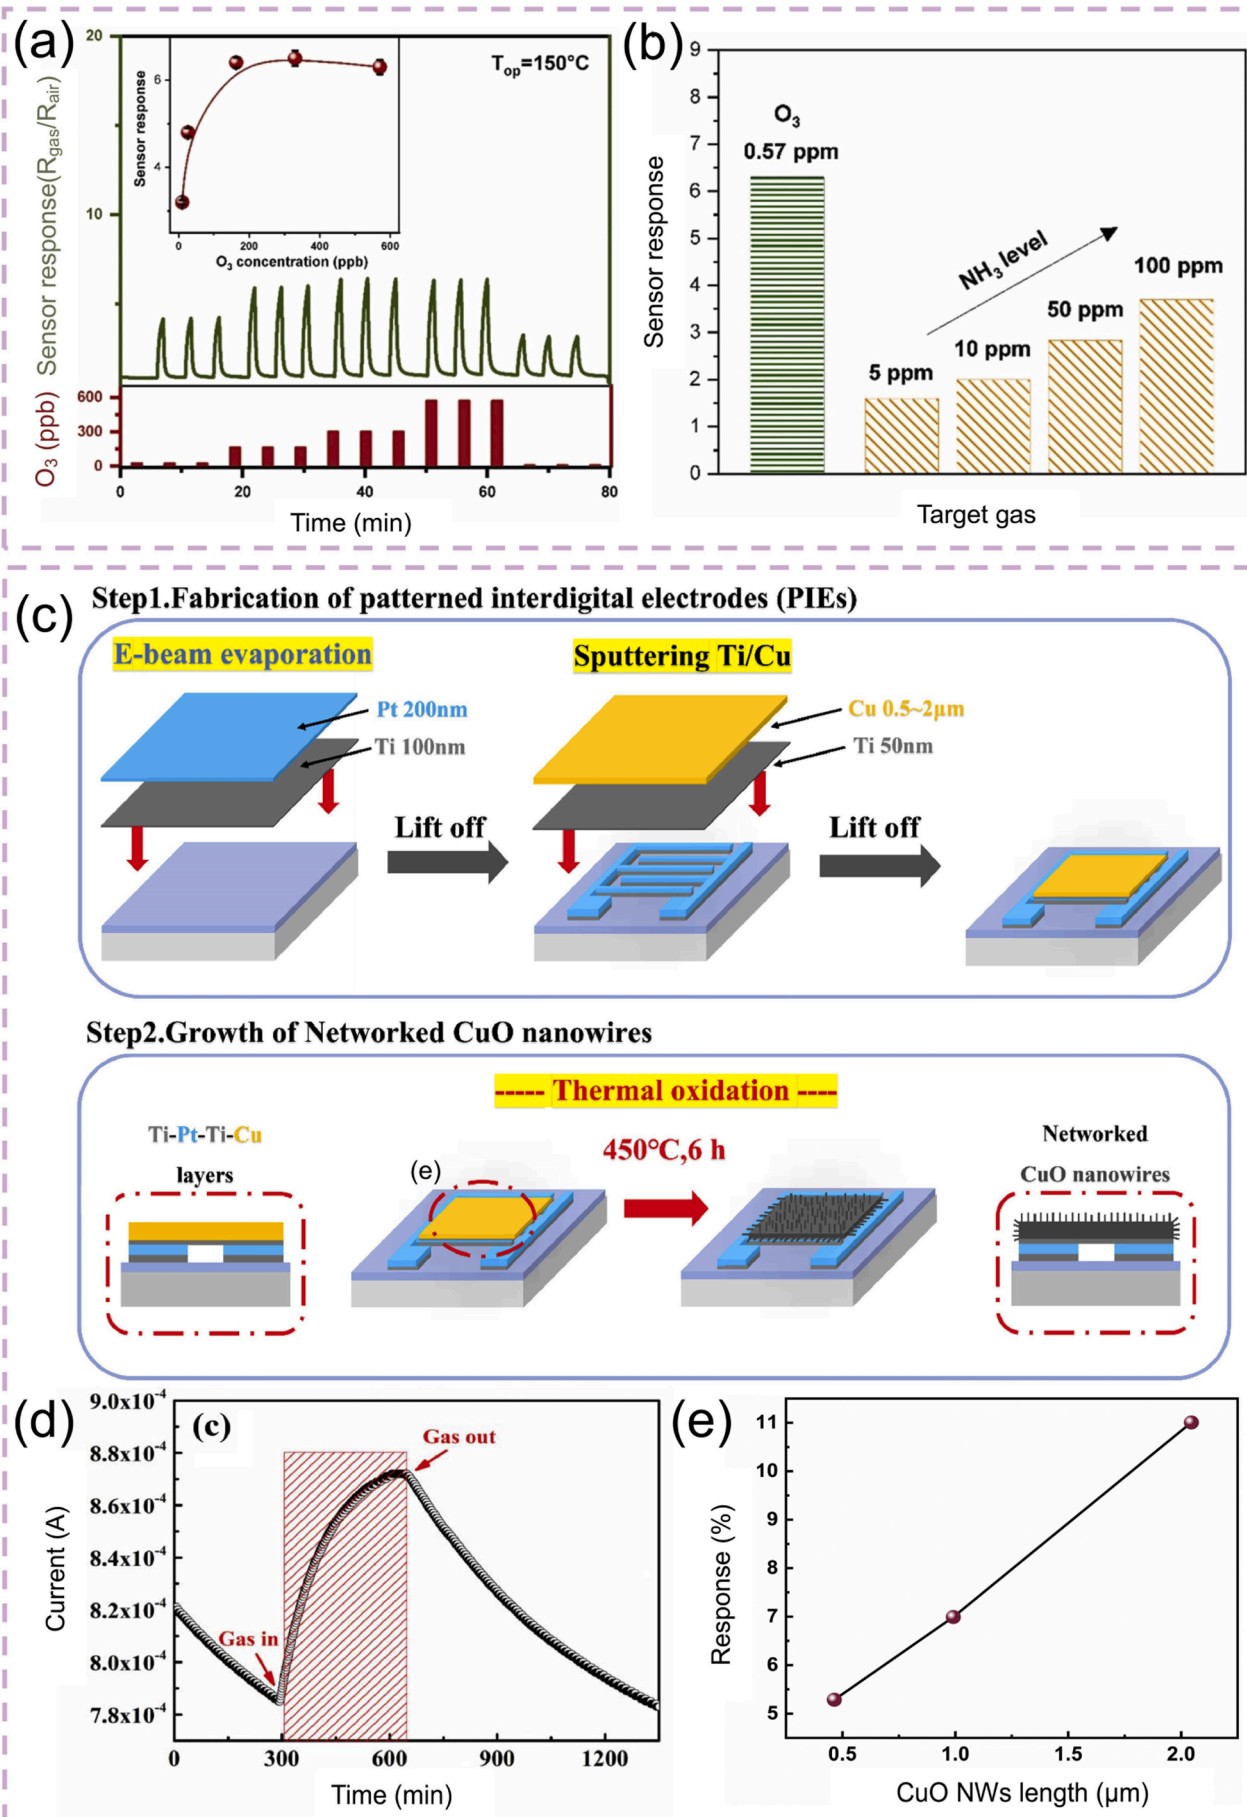 (a)
20
10
Sensor response(R_gas/R_air)
6
4
Sensor response
0 200 400 600
O₃ concentration (ppb)
T_op=150°C
600
300
0
O₃ (ppb)
0 20 40 60 80
Time (min)
(b)
9
8
7
6
5
4
3
2
1
0
Sensor response
O₃
0.57 ppm
NH₃ level
5 ppm
10 ppm
50 ppm
100 ppm
Target gas
(c)
Step1.Fabrication of patterned interdigital electrodes (PIEs)
E-beam evaporation
Sputtering Ti/Cu
Pt 200nm
Ti 100nm
Cu 0.5~2μm
Ti 50nm
Lift off
Lift off
Step2.Growth of Networked CuO nanowires
----- Thermal oxidation ----
Ti-Pt-Ti-Cu
layers
(e)
450°C,6 h
Networked
CuO nanowires
(d)
9.0x10⁻⁴
8.8x10⁻⁴
8.6x10⁻⁴
8.4x10⁻⁴
8.2x10⁻⁴
8.0x10⁻⁴
7.8x10⁻⁴
Current (A)
(c)
Gas out
Gas in
0 300 600 900 1200
Time (min)
(e)
11
10
9
8
7
6
5
Response (%)
0.5 1.0 1.5 2.0
CuO NWs length (μm)